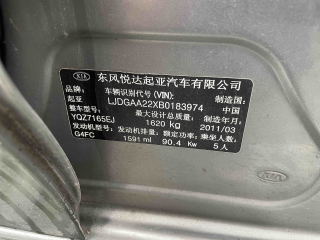 KIA 东风悦达起亚汽车有限公司
品牌: 车辆识别代号(VIN): 制造国:
起亚 LJDGAA22XB0183974 中国
整车型号: 最大设计总质量: 制造年月:
YQZ7165EJ 1620 kg 2011/03
发动机型号: 发动机排量: 额定功率: 乘坐人数:
G4FC 1591 ml 90.4 Kw 5人
KIA